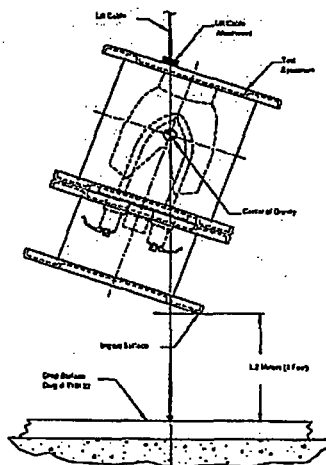 Lift Cable
Lift Cable
Attachment
Test
Specimen
Center of Gravity
Impact Surface
1.2 Meters (4 Feet)
Drop Surface